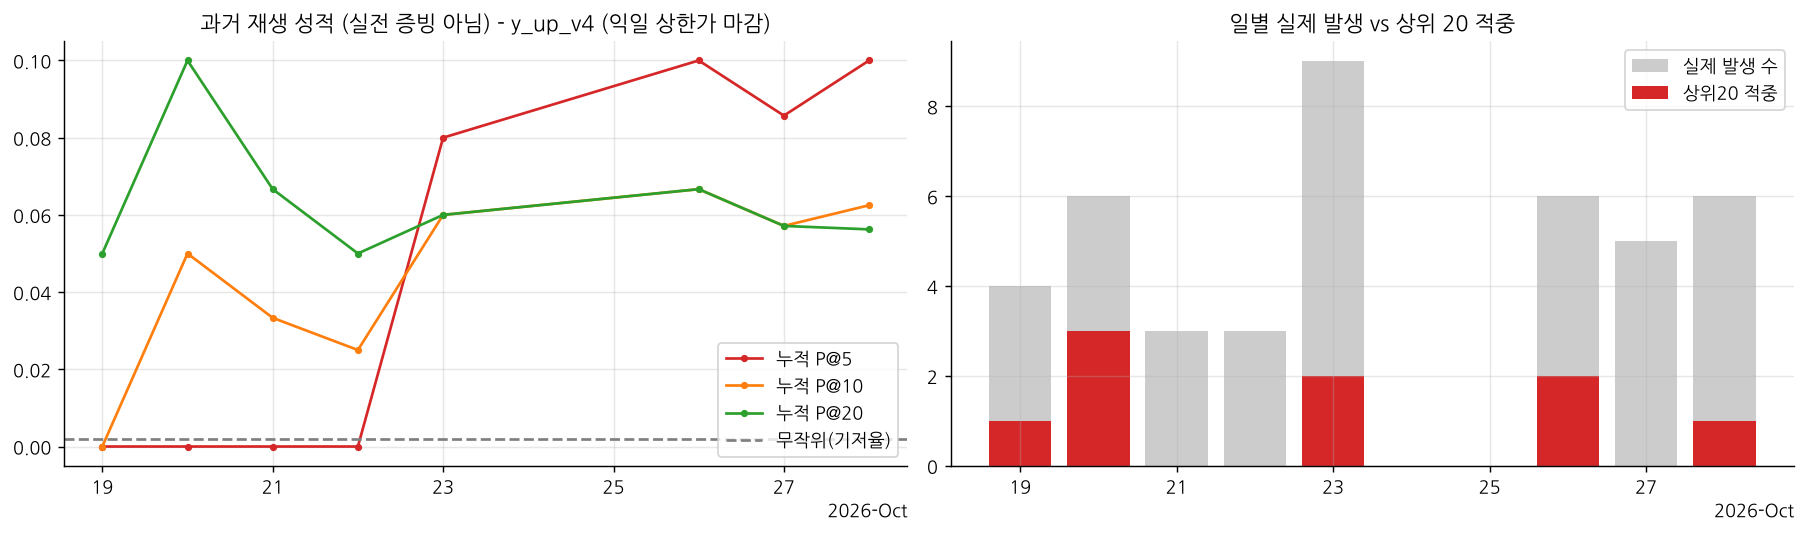 과거 재생 성적 (실전 증빙 아님) - y_up_v4 (익일 상한가 마감)
0.10
0.08
0.06
0.04
0.02
0.00
누적 P@5
누적 P@10
누적 P@20
무작위(기저율)
19
21
23
25
27
2026-Oct
일별 실제 발생 vs 상위 20 적중
8
6
4
2
0
실제 발생 수
상위20 적중
19
21
23
25
27
2026-Oct